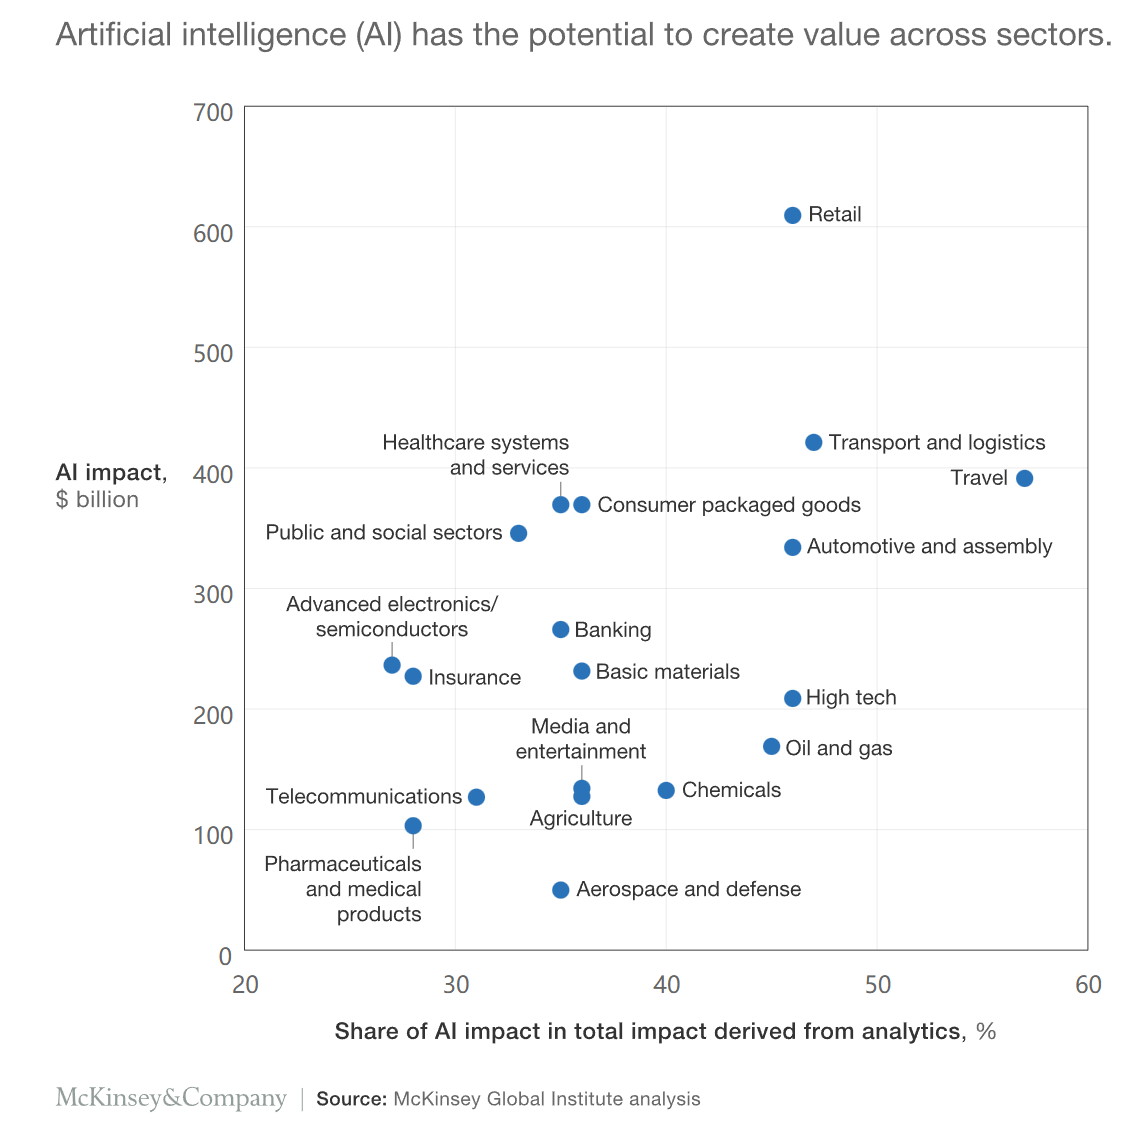 Artificial intelligence (AI) has the potential to create value across sectors.
700
600
500
400
300
200
100
0
AI impact,
$ billion
Retail
Transport and logistics
Travel
Healthcare systems
and services
Consumer packaged goods
Public and social sectors
Automotive and assembly
Advanced electronics/
semiconductors
Banking
Insurance
Basic materials
High tech
Media and
entertainment
Oil and gas
Telecommunications
Chemicals
Agriculture
Pharmaceuticals
and medical
products
Aerospace and defense
20
30
40
50
60
Share of AI impact in total impact derived from analytics, %
McKinsey&Company | Source: McKinsey Global Institute analysis